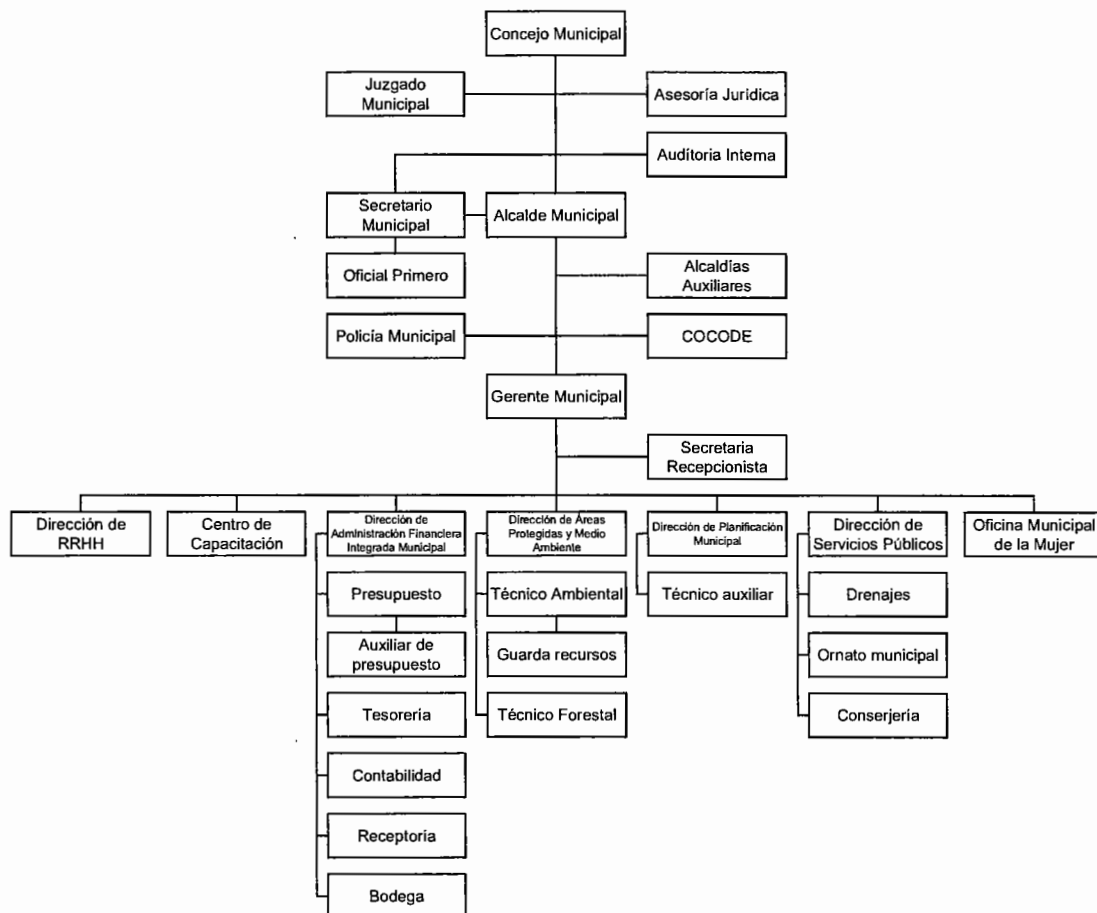 Concejo Municipal
Juzgado
Municipal
Asesoría Jurídica
Auditoria Interna
Secretario
Municipal
Alcalde Municipal
Oficial Primero
Alcaldías
Auxiliares
Policía Municipal
COCODE
Gerente Municipal
Secretaria
Recepcionista
Dirección de
RRHH
Centro de
Capacitación
Dirección de
Administración Financiera
Integrada Municipal
Dirección de Áreas
Protegidas y Medio
Ambiente
Dirección de Planificación
Municipal
Dirección de
Servicios Públicos
Oficina Municipal
de la Mujer
Presupuesto
Técnico Ambiental
Técnico auxiliar
Drenajes
Auxiliar de
presupuesto
Guarda recursos
Ornato municipal
Tesorería
Técnico Forestal
Conserjería
Contabilidad
Receptoría
Bodega